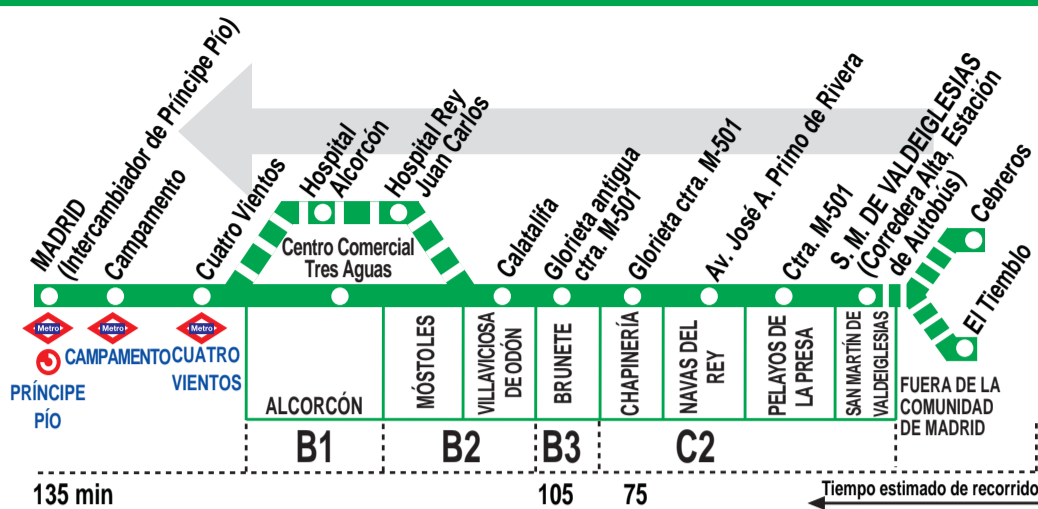 MADRID
(Intercambiador de Príncipe Pío)
Campamento
Cuatro Vientos
Hospital
Alcorcón
Hospital Rey
Juan Carlos
Calatalifa
Glorieta antigua
ctra. M-501
Glorieta ctra. M-501
Av. José A. Primo de Rivera
Ctra. M-501
S. M. DE VALDEIGLESIAS
(Corredera Alta, Estación
de Autobús)
Cebreros
El Tiemblo
Centro Comercial
Tres Aguas
Metro
Metro
Metro
PRÍNCIPE
PÍO
CAMPAMENTO
CUATRO
VIENTOS
ALCORCÓN
MÓSTOLES
VILLAVICIOSA
DE ODÓN
BRUNETE
CHAPINERÍA
NAVAS DEL
REY
PELAYOS DE
LA PRESA
SAN MARTÍN DE
VALDEIGLESIAS
FUERA DE LA
COMUNIDAD
DE MADRID
B1
B2
B3
C2
135 min
105
75
Tiempo estimado de recorrido